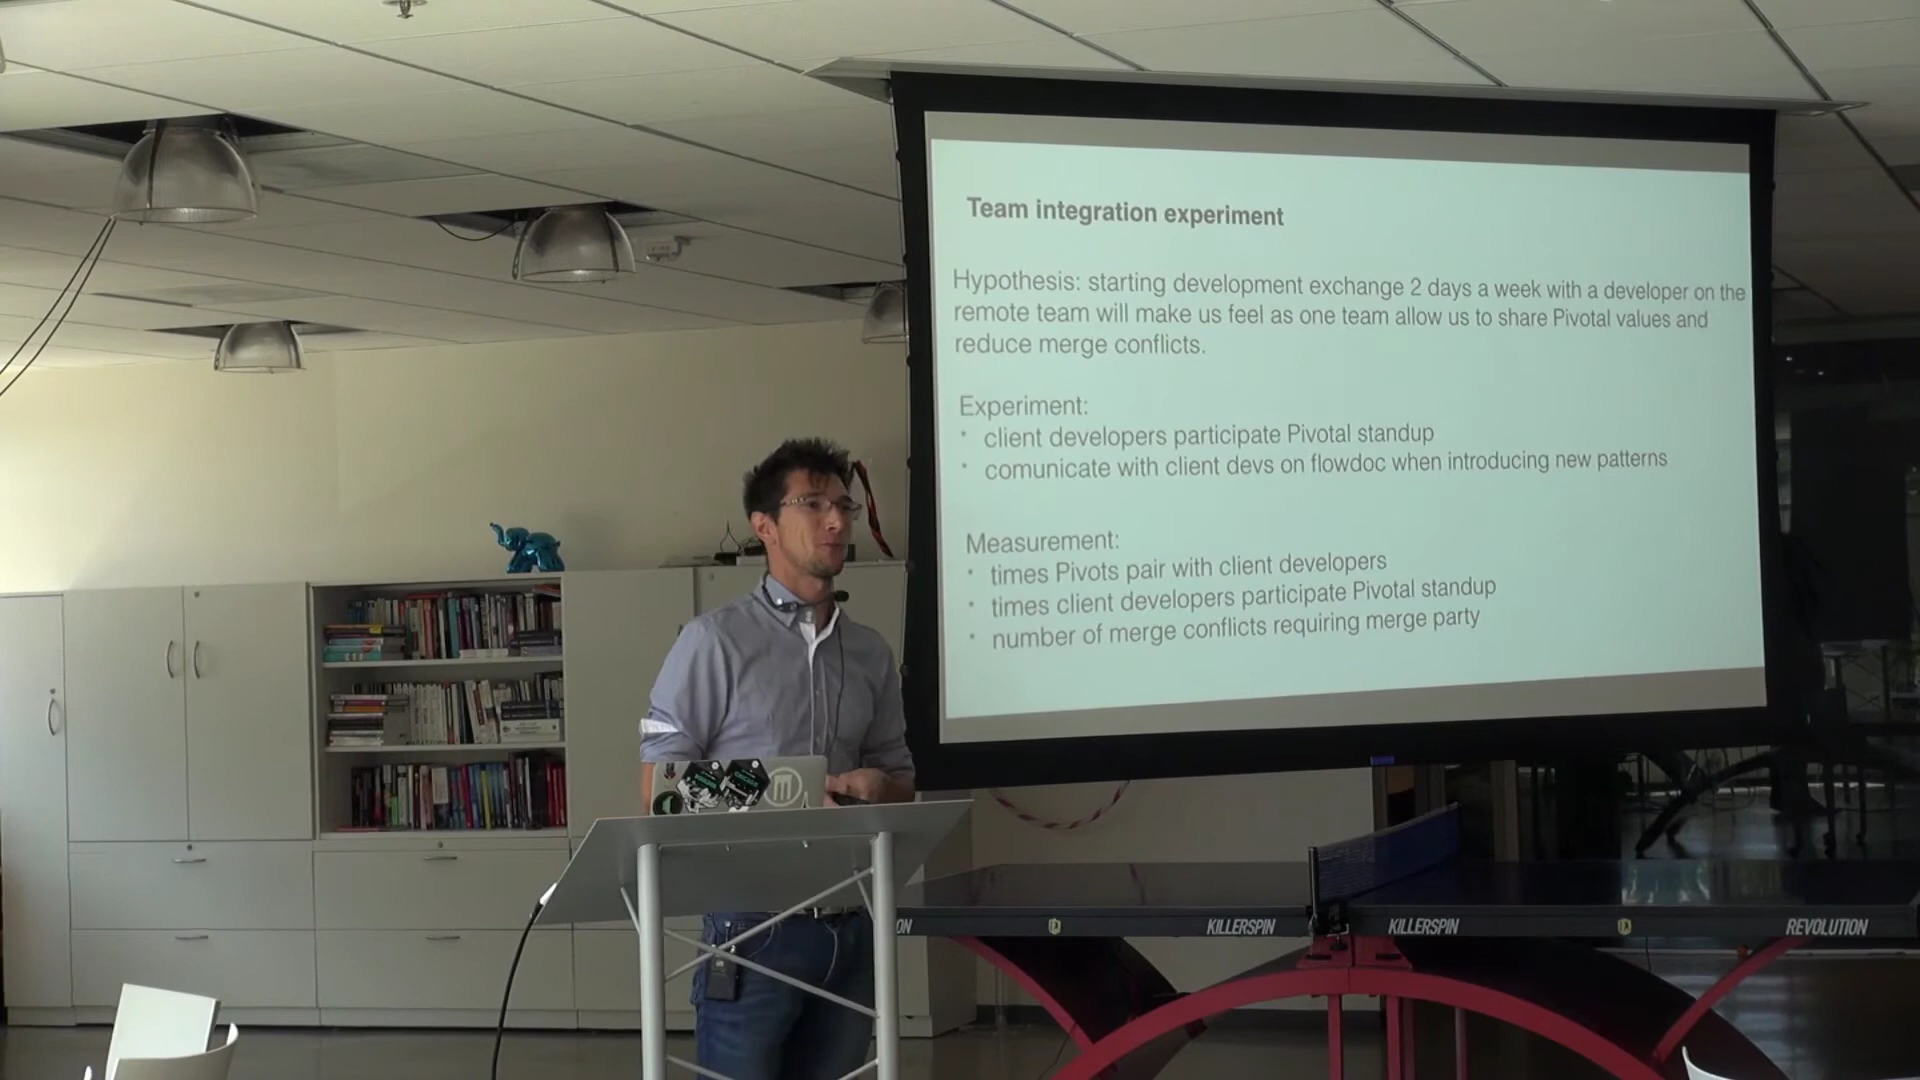 Team integration experiment
Hypothesis: starting development exchange 2 days a week with a developer on the
remote team will make us feel as one team allow us to share Pivotal values and
reduce merge conflicts.
Experiment:
• client developers participate Pivotal standup
• comunicate with client devs on flowdoc when introducing new patterns
Measurement:
• times Pivots pair with client developers
• times client developers participate Pivotal standup
• number of merge conflicts requiring merge party
ON
KILLERSPIN
KILLERSPIN
REVOLUTION